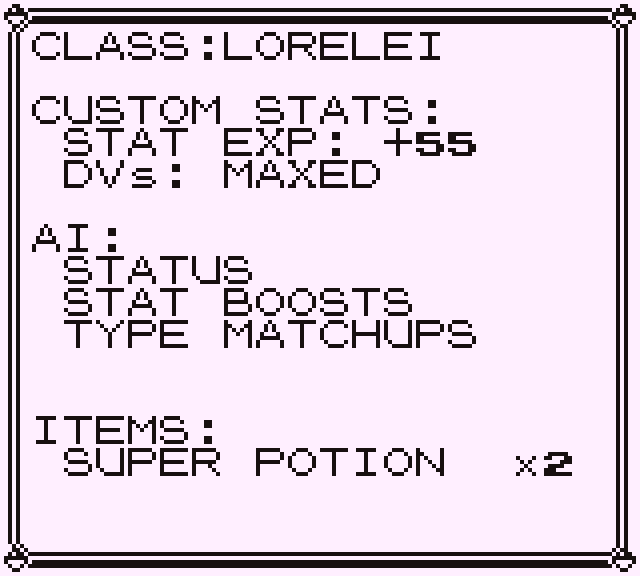 CLASS:LORELEI
CUSTOM STATS:
STAT EXP: +55
DVs: MAXED
AI:
STATUS
STAT BOOSTS
TYPE MATCHUPS
ITEMS:
SUPER POTION x2